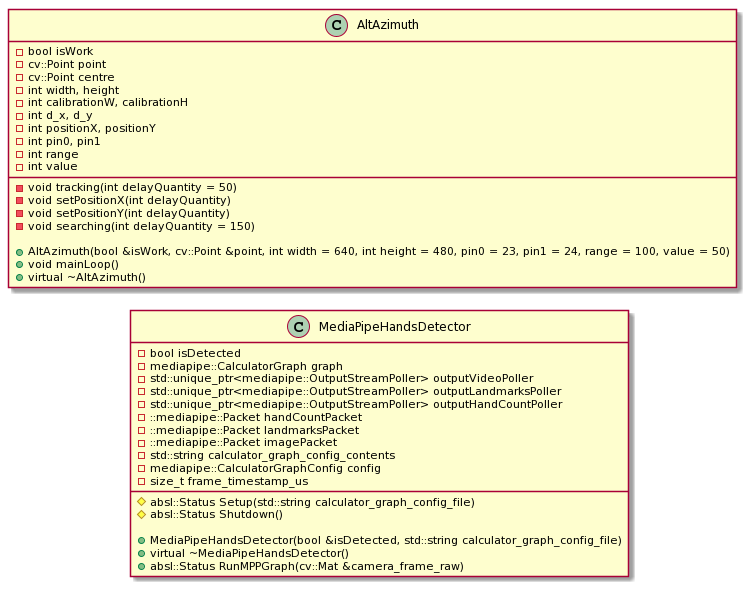 C AltAzimuth
bool isWork
cv::Point point
cv::Point centre
int width, height
int calibrationW, calibrationH
int d_x, d_y
int positionX, positionY
int pin0, pin1
int range
int value
void tracking(int delayQuantity = 50)
void setPositionX(int delayQuantity)
void setPositionY(int delayQuantity)
void searching(int delayQuantity = 150)
AltAzimuth(bool &isWork, cv::Point &point, int width = 640, int height = 480, pin0 = 23, pin1 = 24, range = 100, value = 50)
void mainLoop()
virtual ~AltAzimuth()
C MediaPipeHandsDetector
bool isDetected
mediapipe::CalculatorGraph graph
std::unique_ptr<mediapipe::OutputStreamPoller> outputVideoPoller
std::unique_ptr<mediapipe::OutputStreamPoller> outputLandmarksPoller
std::unique_ptr<mediapipe::OutputStreamPoller> outputHandCountPoller
::mediapipe::Packet handCountPacket
::mediapipe::Packet landmarksPacket
::mediapipe::Packet imagePacket
std::string calculator_graph_config_contents
mediapipe::CalculatorGraphConfig config
size_t frame_timestamp_us
absl::Status Setup(std::string calculator_graph_config_file)
absl::Status Shutdown()
MediaPipeHandsDetector(bool &isDetected, std::string calculator_graph_config_file)
virtual ~MediaPipeHandsDetector()
absl::Status RunMPPGraph(cv::Mat &camera_frame_raw)